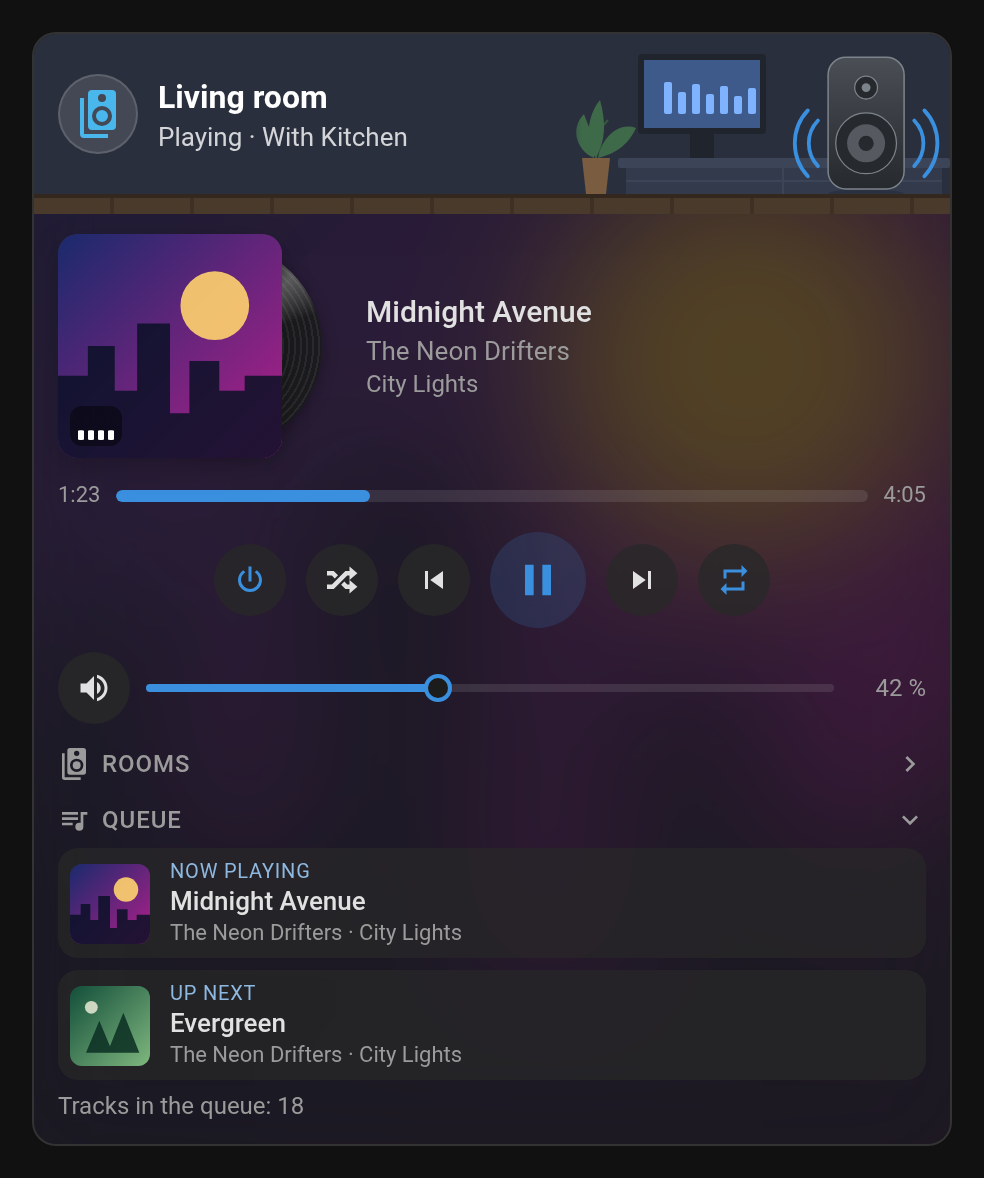 Living room
Playing · With Kitchen
Midnight Avenue
The Neon Drifters
City Lights
1:23
4:05
42 %
ROOMS
QUEUE
NOW PLAYING
Midnight Avenue
The Neon Drifters · City Lights
UP NEXT
Evergreen
The Neon Drifters · City Lights
Tracks in the queue: 18